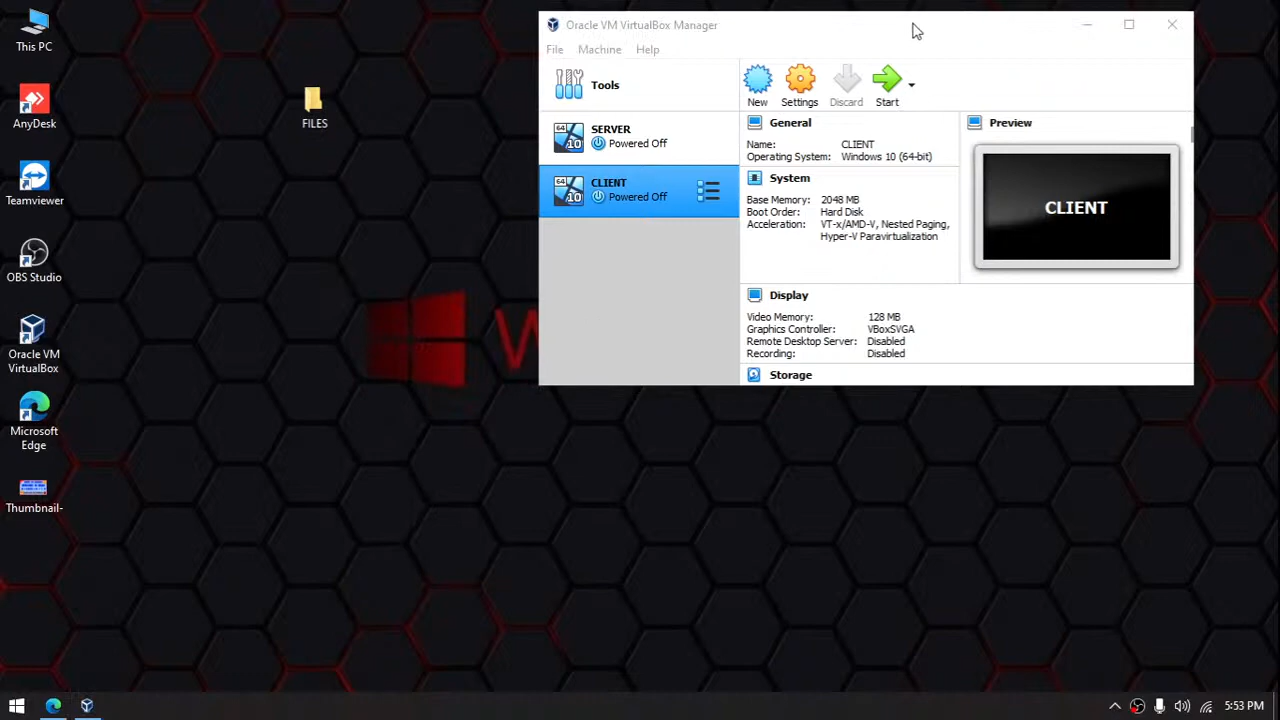 This PC
AnyDesk
Teamviewer
OBS Studio
Oracle VM
VirtualBox
Microsoft
Edge
Thumbnail-
FILES
Oracle VM VirtualBox Manager
File Machine Help
Tools
New Settings Discard Start
64
10
SERVER
Powered Off
64
10
CLIENT
Powered Off
General
Name: CLIENT
Operating System: Windows 10 (64-bit)
System
Base Memory: 2048 MB
Boot Order: Hard Disk
Acceleration: VT-x/AMD-V, Nested Paging,
Hyper-V Paravirtualization
Preview
CLIENT
Display
Video Memory: 128 MB
Graphics Controller: VBoxSVGA
Remote Desktop Server: Disabled
Recording: Disabled
Storage
5:53 PM